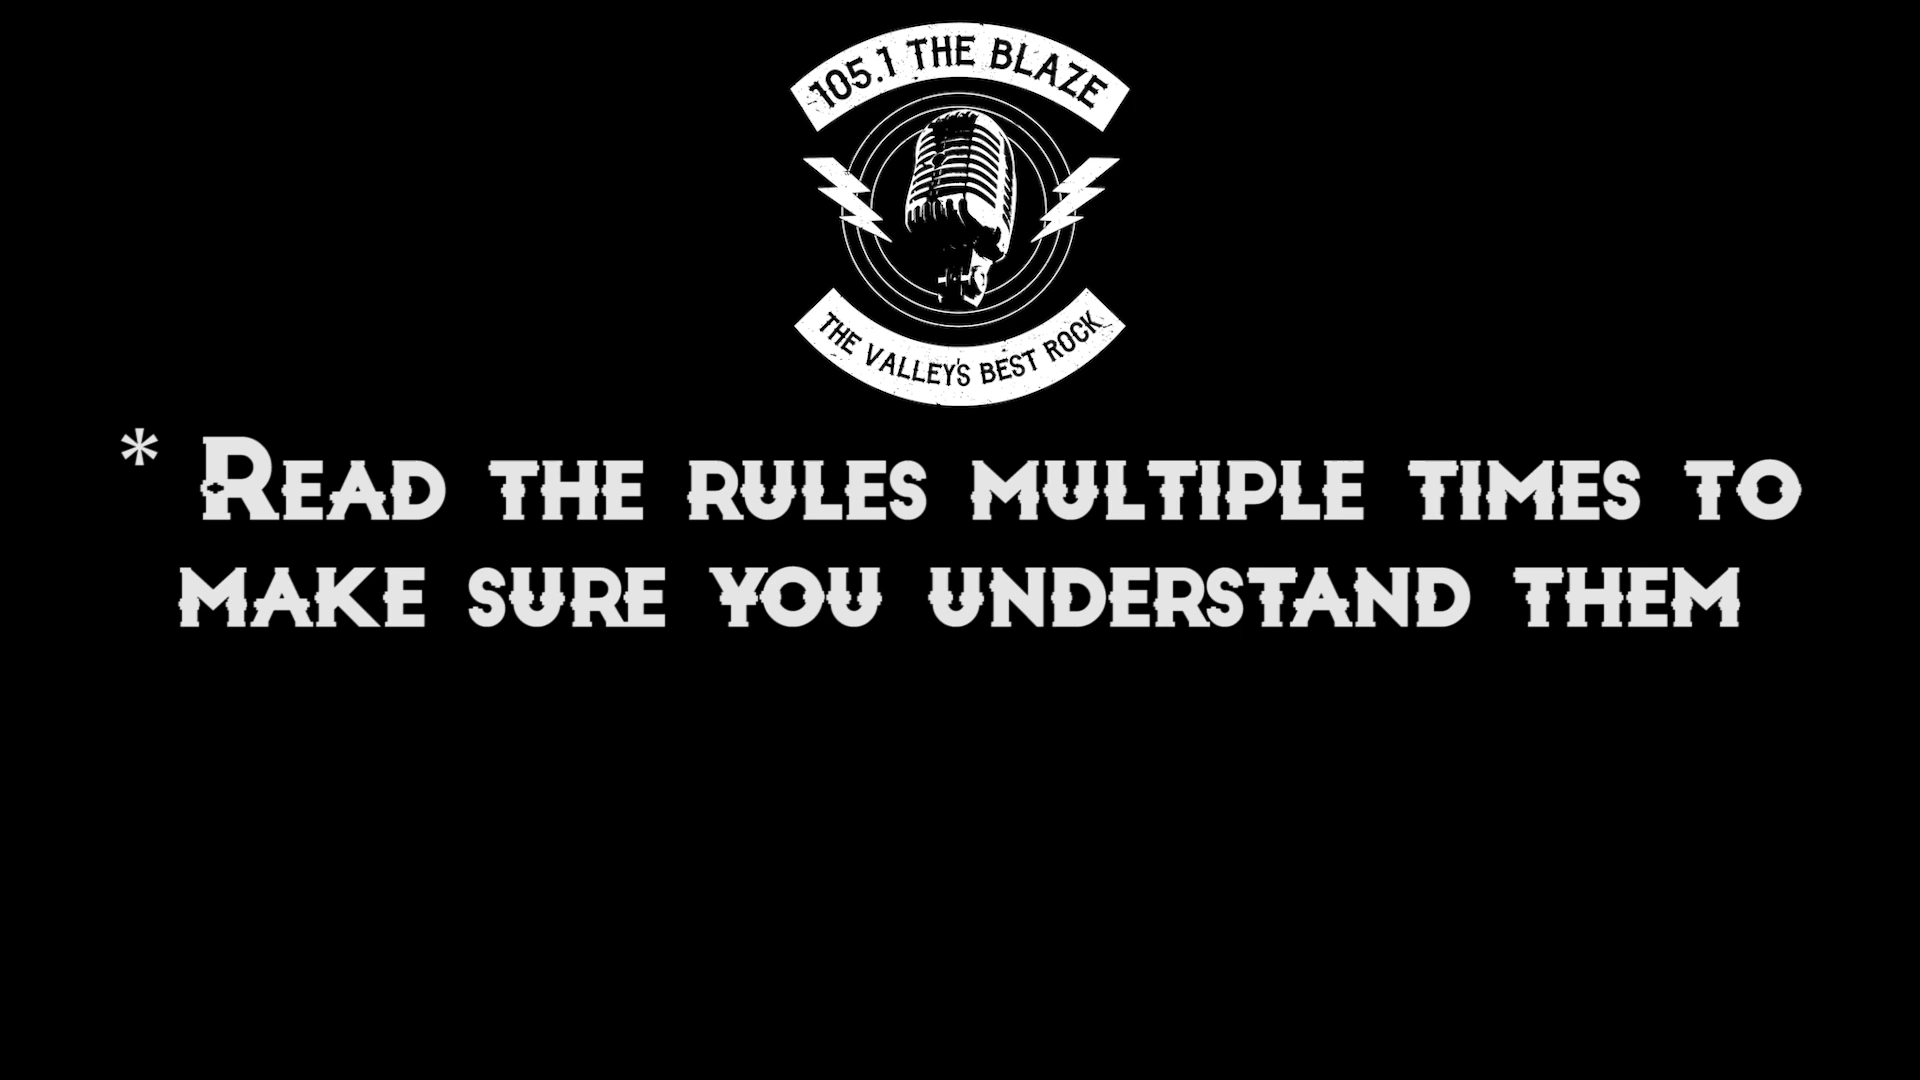 105.1 THE BLAZE
THE VALLEY'S BEST ROCK
* READ THE RULES MULTIPLE TIMES TO
MAKE SURE YOU UNDERSTAND THEM